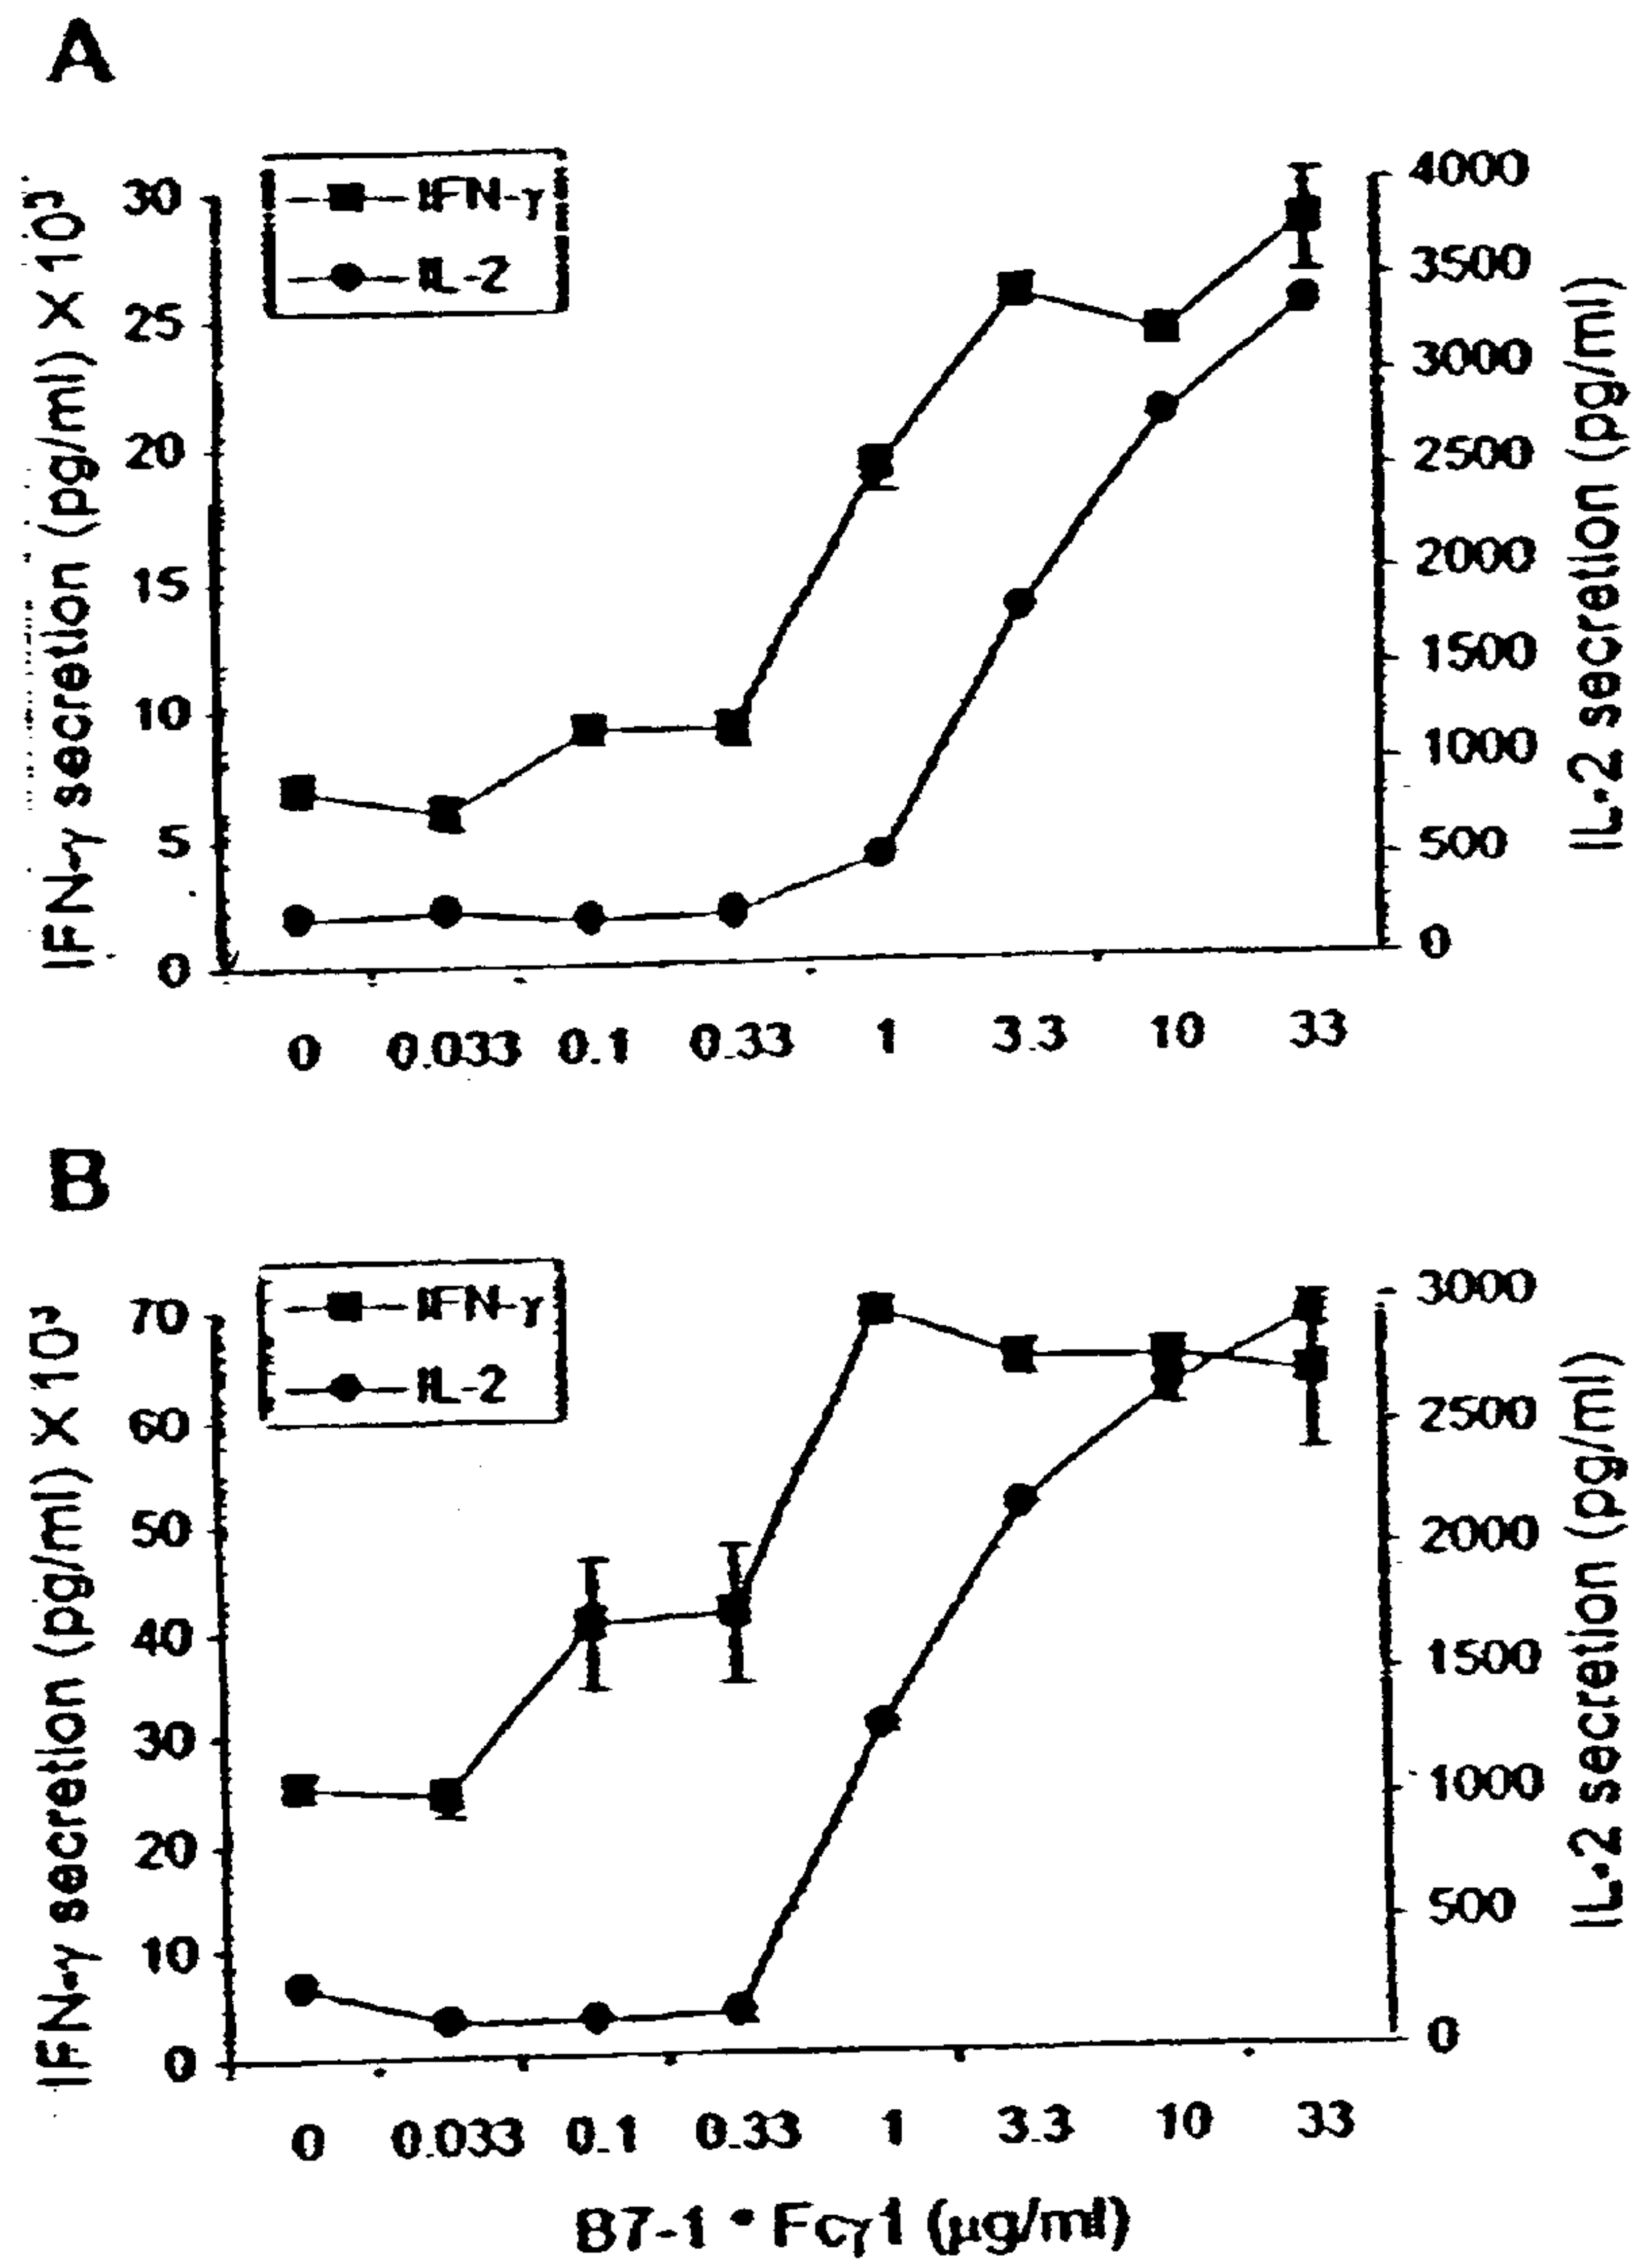 A
IFN-γ secretion (pg/ml) X 10³
30
25
20
15
10
5
0
IFN-γ
IL-2
4000
3500
3000
2500
2000
1500
1000
500
0
IL-2 secretion (pg/ml)
0 0.033 0.1 0.33 1 3.3 10 33
B
IFN-γ secretion (pg/ml) X 10³
70
60
50
40
30
20
10
0
IFN-γ
IL-2
3000
2500
2000
1500
1000
500
0
IL-2 secretion (pg/ml)
0 0.033 0.1 0.33 1 3.3 10 33
B7-1 • Fcγ1 (μg/ml)